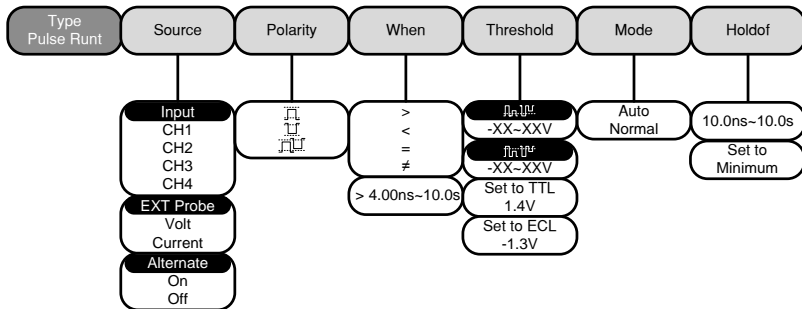 Type
Pulse Runt
Source
Polarity
When
Threshold
Mode
Holdof
Input
CH1
CH2
CH3
CH4
EXT Probe
Volt
Current
Alternate
On
Off
>
<
=
≠
> 4.00ns~10.0s
-XX~XXV
-XX~XXV
Set to TTL
1.4V
Set to ECL
-1.3V
Auto
Normal
10.0ns~10.0s
Set to
Minimum